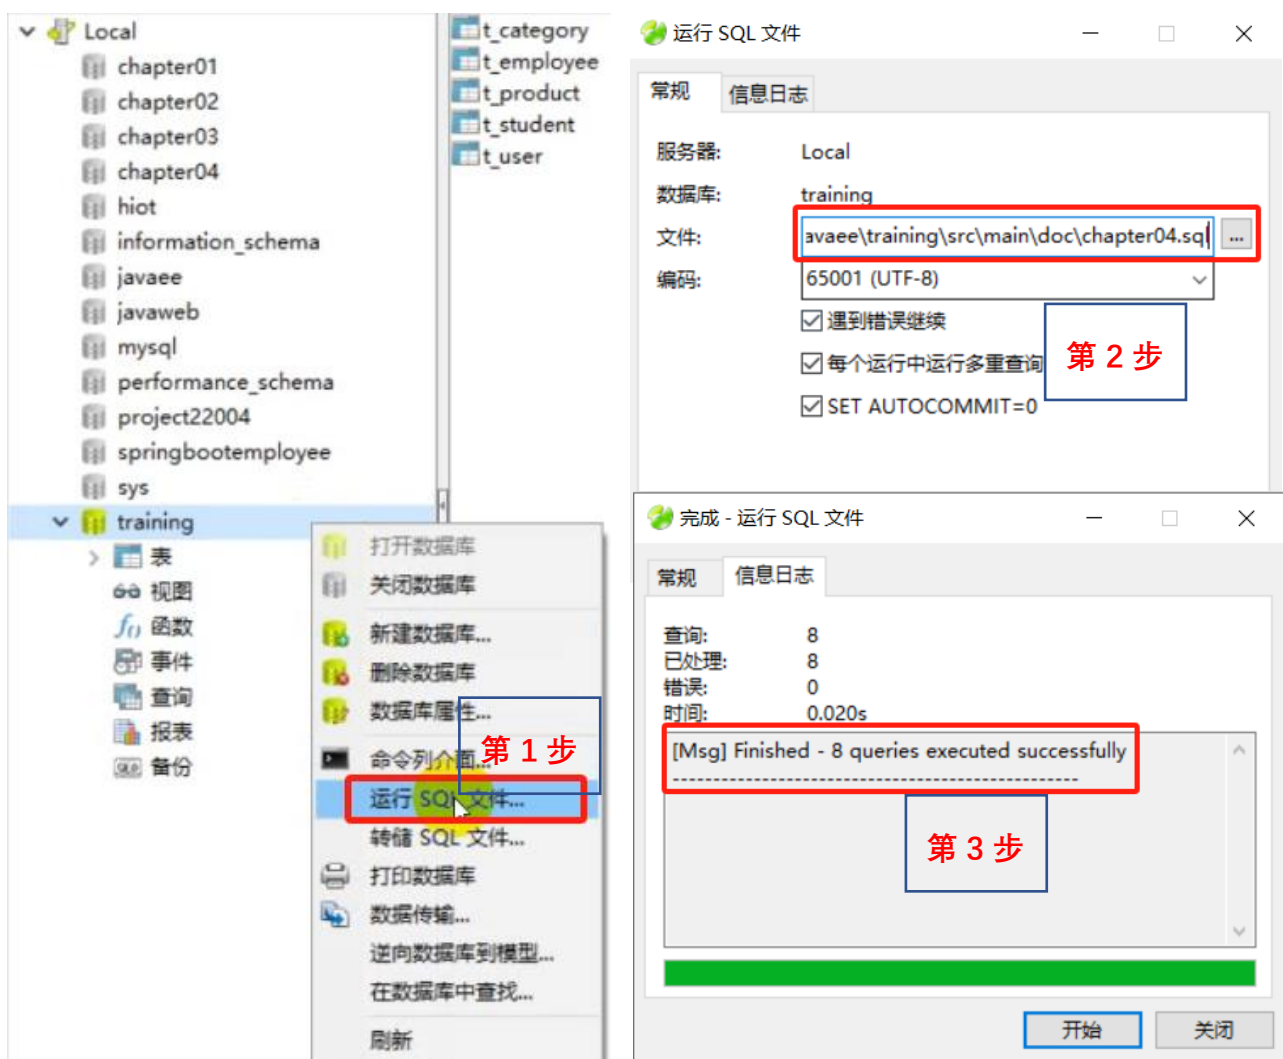 Local
chapter01
chapter02
chapter03
chapter04
hiot
information_schema
javaee
javaweb
mysql
performance_schema
project22004
springbootemployee
sys
training
表
视图
函数
事件
查询
报表
备份
t_category
t_employee
t_product
t_student
t_user
打开数据库
关闭数据库
新建数据库...
删除数据库
数据库属性...
命令列介面...
第 1 步
运行 SQL 文件...
转储 SQL 文件...
打印数据库
数据传输...
逆向数据库到模型...
在数据库中查找...
刷新
运行 SQL 文件
常规 信息日志
服务器: Local
数据库: training
文件: avaee\training\src\main\doc\chapter04.sql ...
编码: 65001 (UTF-8)
遇到错误继续
每个运行中运行多重查询
SET AUTOCOMMIT=0
第 2 步
完成 - 运行 SQL 文件
常规 信息日志
查询: 8
已处理: 8
错误: 0
时间: 0.020s
[Msg] Finished - 8 queries executed successfully
--------------------------------------------------
第 3 步
开始 关闭